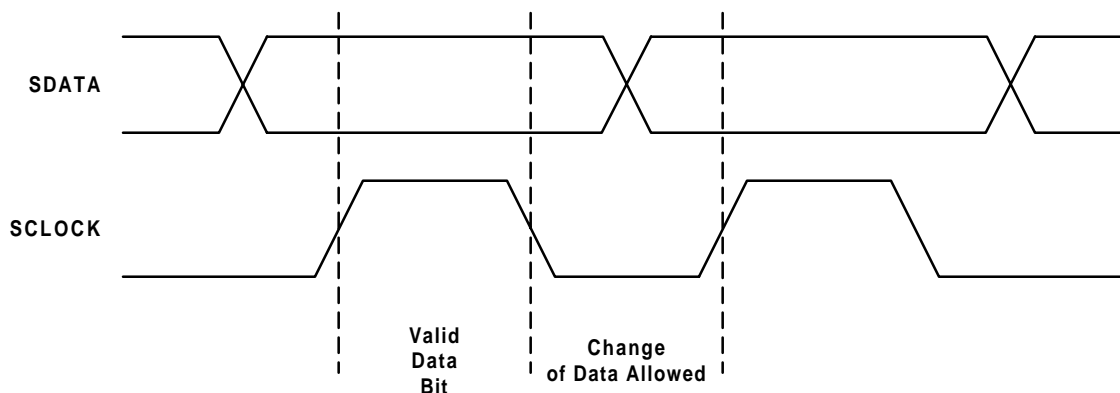 SDATA
SCLOCK
Valid
Data
Bit
Change
of Data Allowed